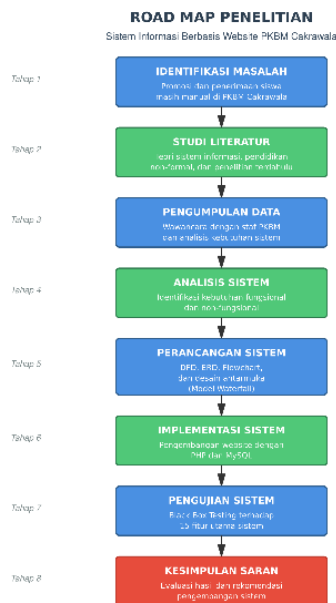 ROAD MAP PENELITIAN
Sistem Informasi Berbasis Website PKBM Cakrawala
Tahap 1
IDENTIFIKASI MASALAH
Promosi dan penerimaan siswa
masih manual di PKBM Cakrawala
Tahap 2
STUDI LITERATUR
Teori sistem informasi, pendidikan
non-formal, dan penelitian terdahulu
Tahap 3
PENGUMPULAN DATA
Wawancara dengan staf PKBM
dan analisis kebutuhan sistem
Tahap 4
ANALISIS SISTEM
Identifikasi kebutuhan fungsional
dan non-fungsional
Tahap 5
PERANCANGAN SISTEM
DFD, ERD, Flowchart,
dan desain antarmuka
(Model Waterfall)
Tahap 6
IMPLEMENTASI SISTEM
Pengembangan website dengan
PHP dan MySQL
Tahap 7
PENGUJIAN SISTEM
Black Box Testing terhadap
15 fitur utama sistem
Tahap 8
KESIMPULAN SARAN
Evaluasi hasil dan rekomendasi
pengembangan sistem